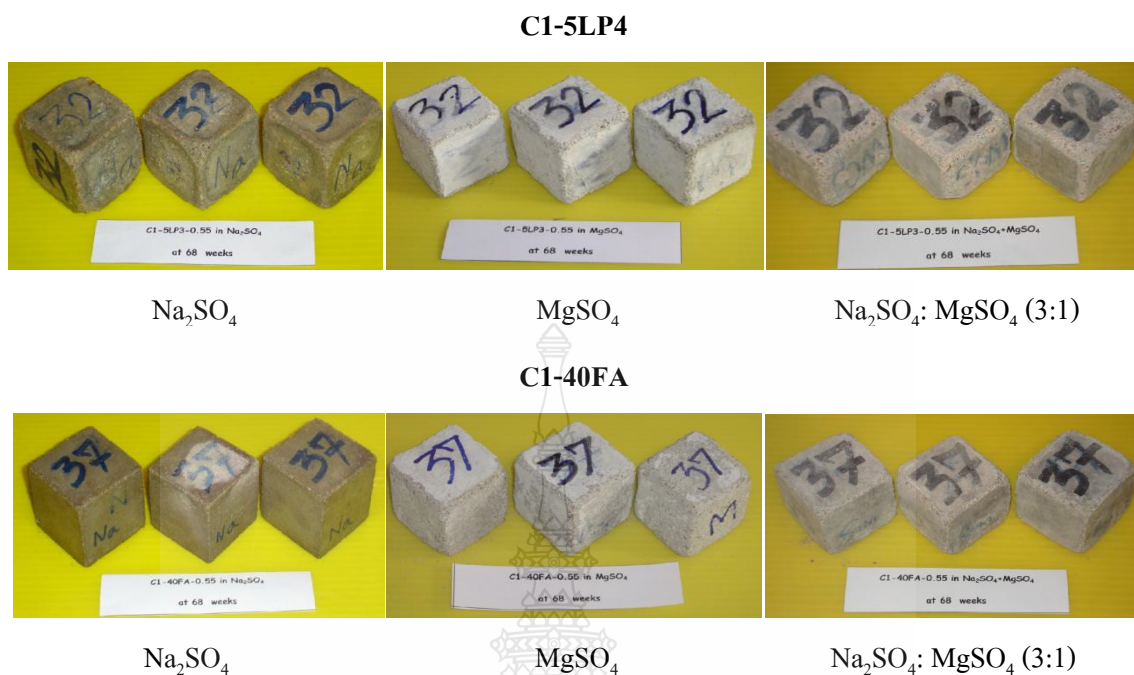 C1-5LP4
32 32 32
Na Na
C1-5LP3-0.55 in Na₂SO₄
at 68 weeks
32 32 32
C1-5LP3-0.55 in MgSO₄
at 68 weeks
32 32 32
C1-5LP3-0.55 in Na₂SO₄+MgSO₄
at 68 weeks
Na₂SO₄
MgSO₄
Na₂SO₄: MgSO₄ (3:1)
C1-40FA
37 37 37
Na Na Na
C1-40FA-0.55 in Na₂SO₄
at 68 weeks
37 37 37
M
C1-40FA-0.55 in MgSO₄
at 68 weeks
37 37 37
C1-40FA-0.55 in Na₂SO₄+MgSO₄
at 68 weeks
Na₂SO₄
MgSO₄
Na₂SO₄: MgSO₄ (3:1)